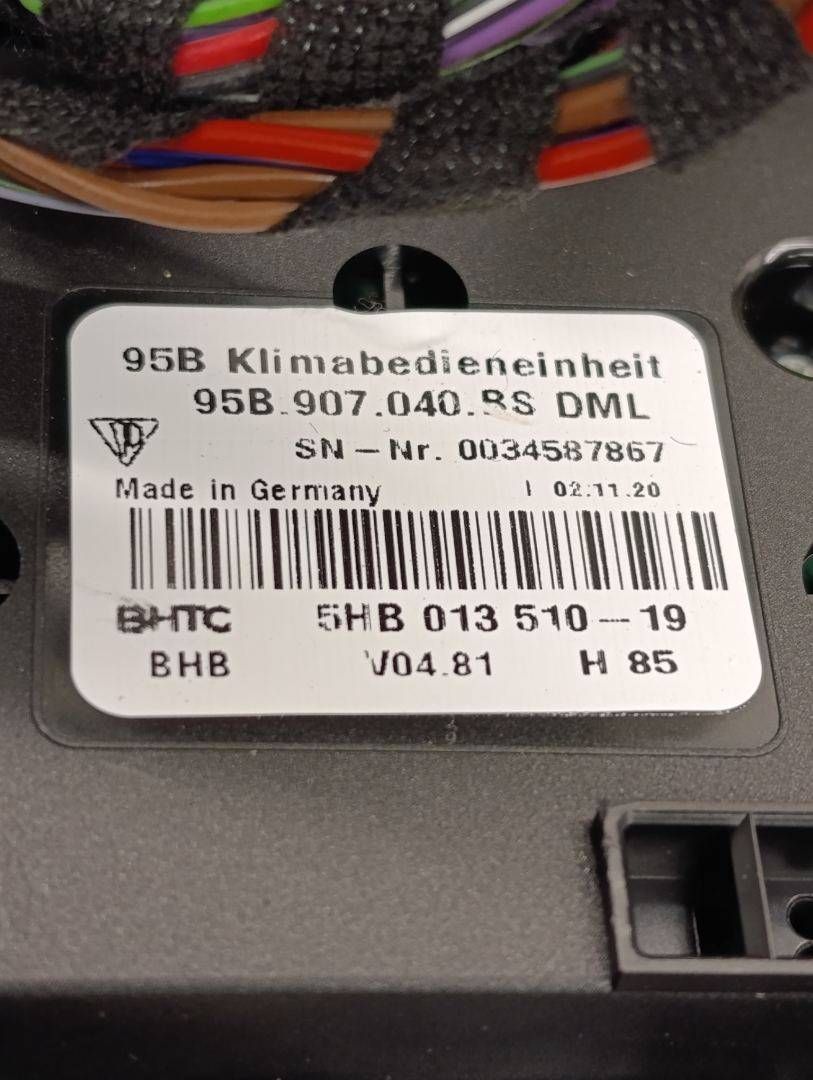 95B Klimabedieneinheit
95B.907.040. DML
SN-Nr. 0034587867
Made in Germany I 02.11.20
BHTC 5HB 013 510-19
BHB V04.81 H 85